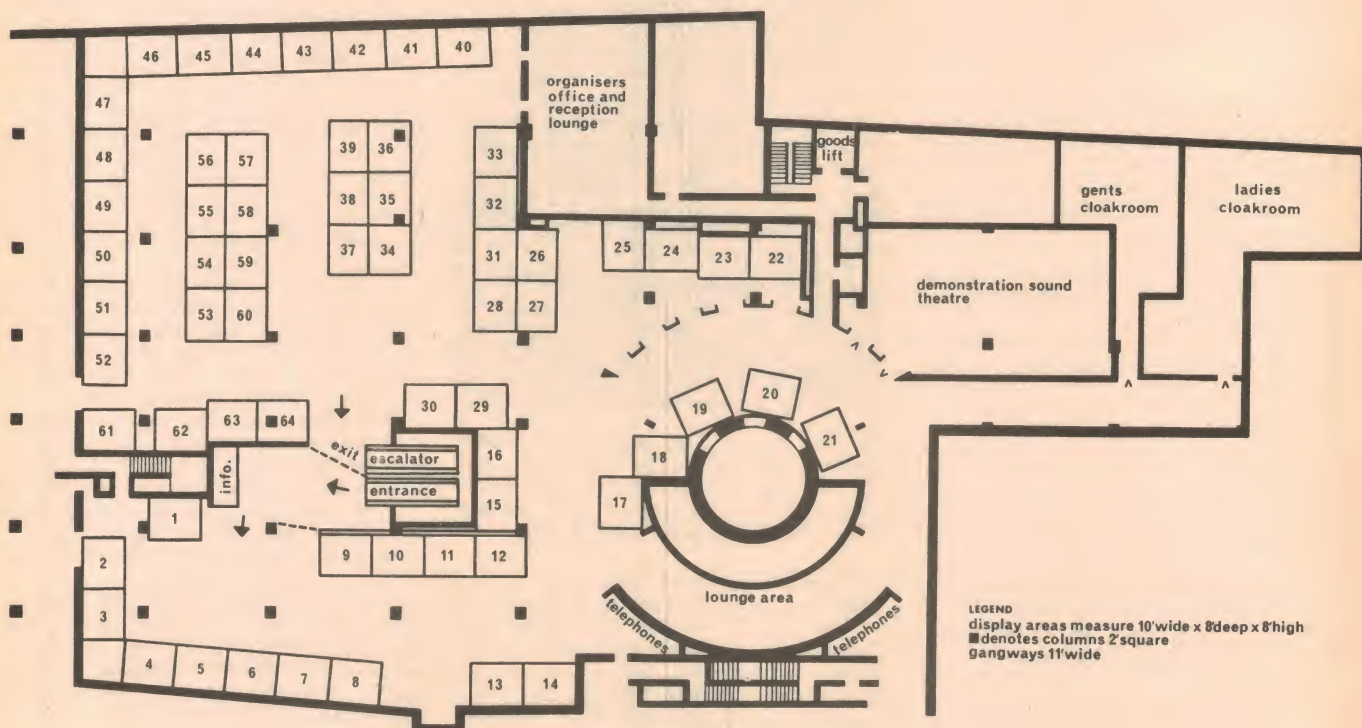 46 45 44 43 42 41 40
organisers
office and
reception
lounge
47
48
49
50
51
52
56 57
55 58
54 59
53 60
39 36
38 35
37 34
33
32
31 26
28 27
25 24 23 22
goods
lift
gents
cloakroom
ladies
cloakroom
demonstration sound
theatre
61 62 63 64
info.
exit
escalator
entrance
30 29
16
15
9 10 11 12
1
2
3
4 5 6 7 8
13 14
17
18
19
20
21
lounge area
telephones
telephones
LEGEND
display areas measure 10'wide x 8'deep x 8'high
■denotes columns 2'square
gangways 11'wide